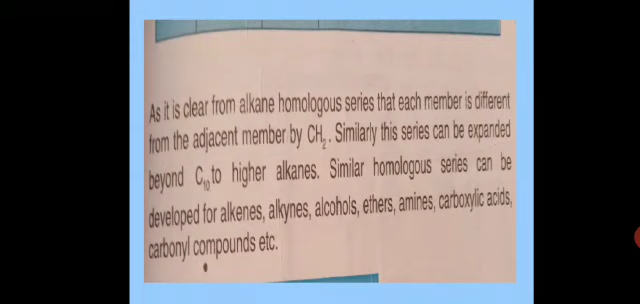 As it is clear from alkane homologous series that each member is different
from the adjacent member by CH₂. Similarly this series can be expanded
beyond C₁₀ to higher alkanes. Similar homologous series can be
developed for alkenes, alkynes, alcohols, ethers, amines, carboxylic acids,
carbonyl compounds etc.